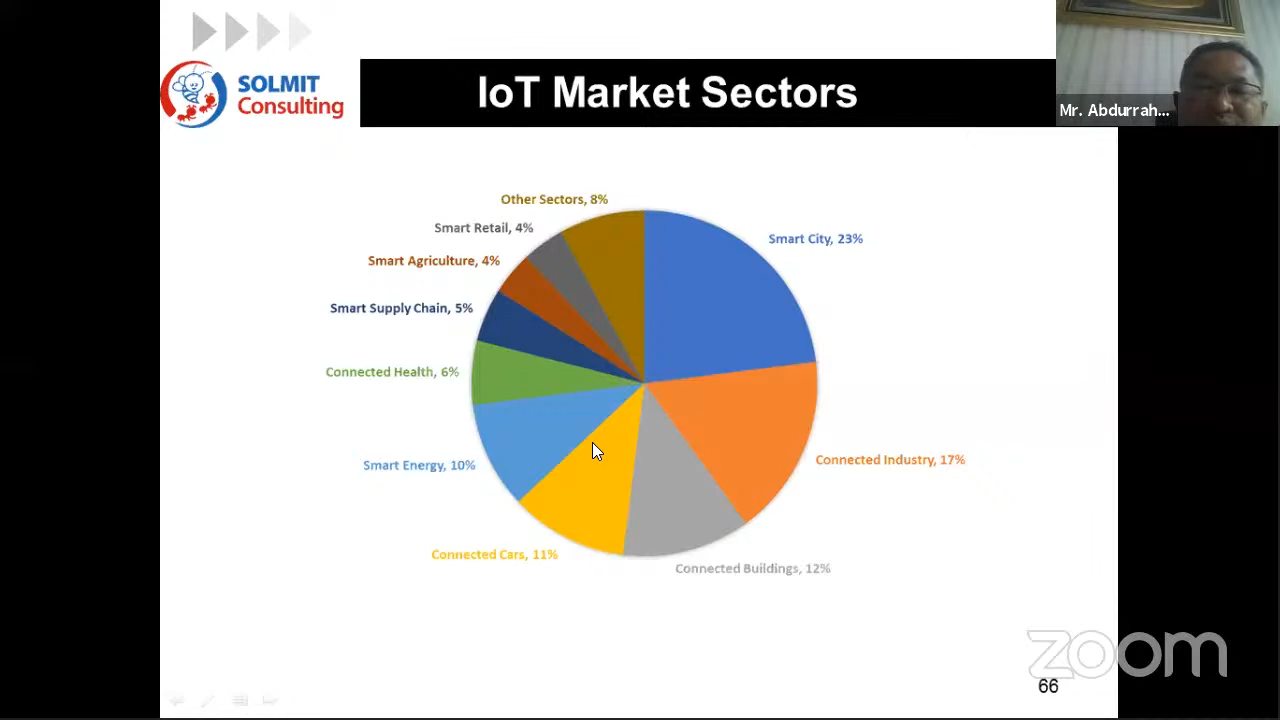 SOLMIT
Consulting
IoT Market Sectors
Mr. Abdurrah...
Other Sectors, 8%
Smart Retail, 4%
Smart City, 23%
Smart Agriculture, 4%
Smart Supply Chain, 5%
Connected Health, 6%
Connected Industry, 17%
Smart Energy, 10%
Connected Cars, 11%
Connected Buildings, 12%
zoom
66